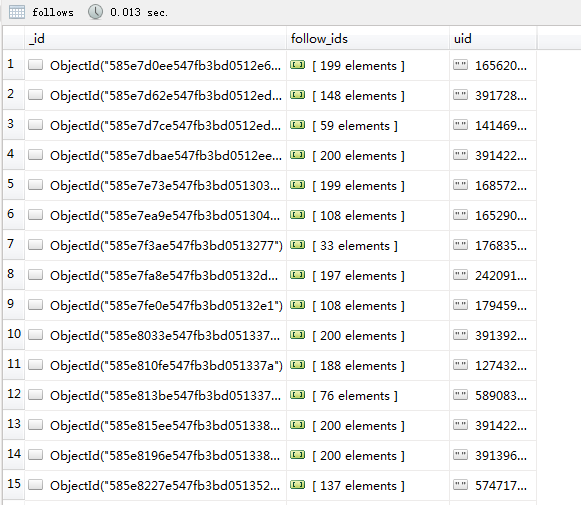 follows 0.013 sec.
_id follow_ids uid
1 ObjectId("585e7d0ee547fb3bd0512e6... [ 199 elements ] "" 165620...
2 ObjectId("585e7d62e547fb3bd0512ed... [ 148 elements ] "" 391728...
3 ObjectId("585e7d7ce547fb3bd0512ed... [ 59 elements ] "" 141469...
4 ObjectId("585e7dbae547fb3bd0512ee... [ 200 elements ] "" 391422...
5 ObjectId("585e7e73e547fb3bd051303... [ 199 elements ] "" 168572...
6 ObjectId("585e7ea9e547fb3bd051304... [ 108 elements ] "" 165290...
7 ObjectId("585e7f3ae547fb3bd0513277") [ 33 elements ] "" 176835...
8 ObjectId("585e7fa8e547fb3bd05132d... [ 197 elements ] "" 242091...
9 ObjectId("585e7fe0e547fb3bd05132e1") [ 108 elements ] "" 179459...
10 ObjectId("585e8033e547fb3bd051337... [ 200 elements ] "" 391392...
11 ObjectId("585e810fe547fb3bd051337a") [ 188 elements ] "" 127432...
12 ObjectId("585e813be547fb3bd051337... [ 76 elements ] "" 589083...
13 ObjectId("585e815ee547fb3bd051338... [ 200 elements ] "" 391422...
14 ObjectId("585e8196e547fb3bd051338... [ 200 elements ] "" 391396...
15 ObjectId("585e8227e547fb3bd051352... [ 137 elements ] "" 574717...